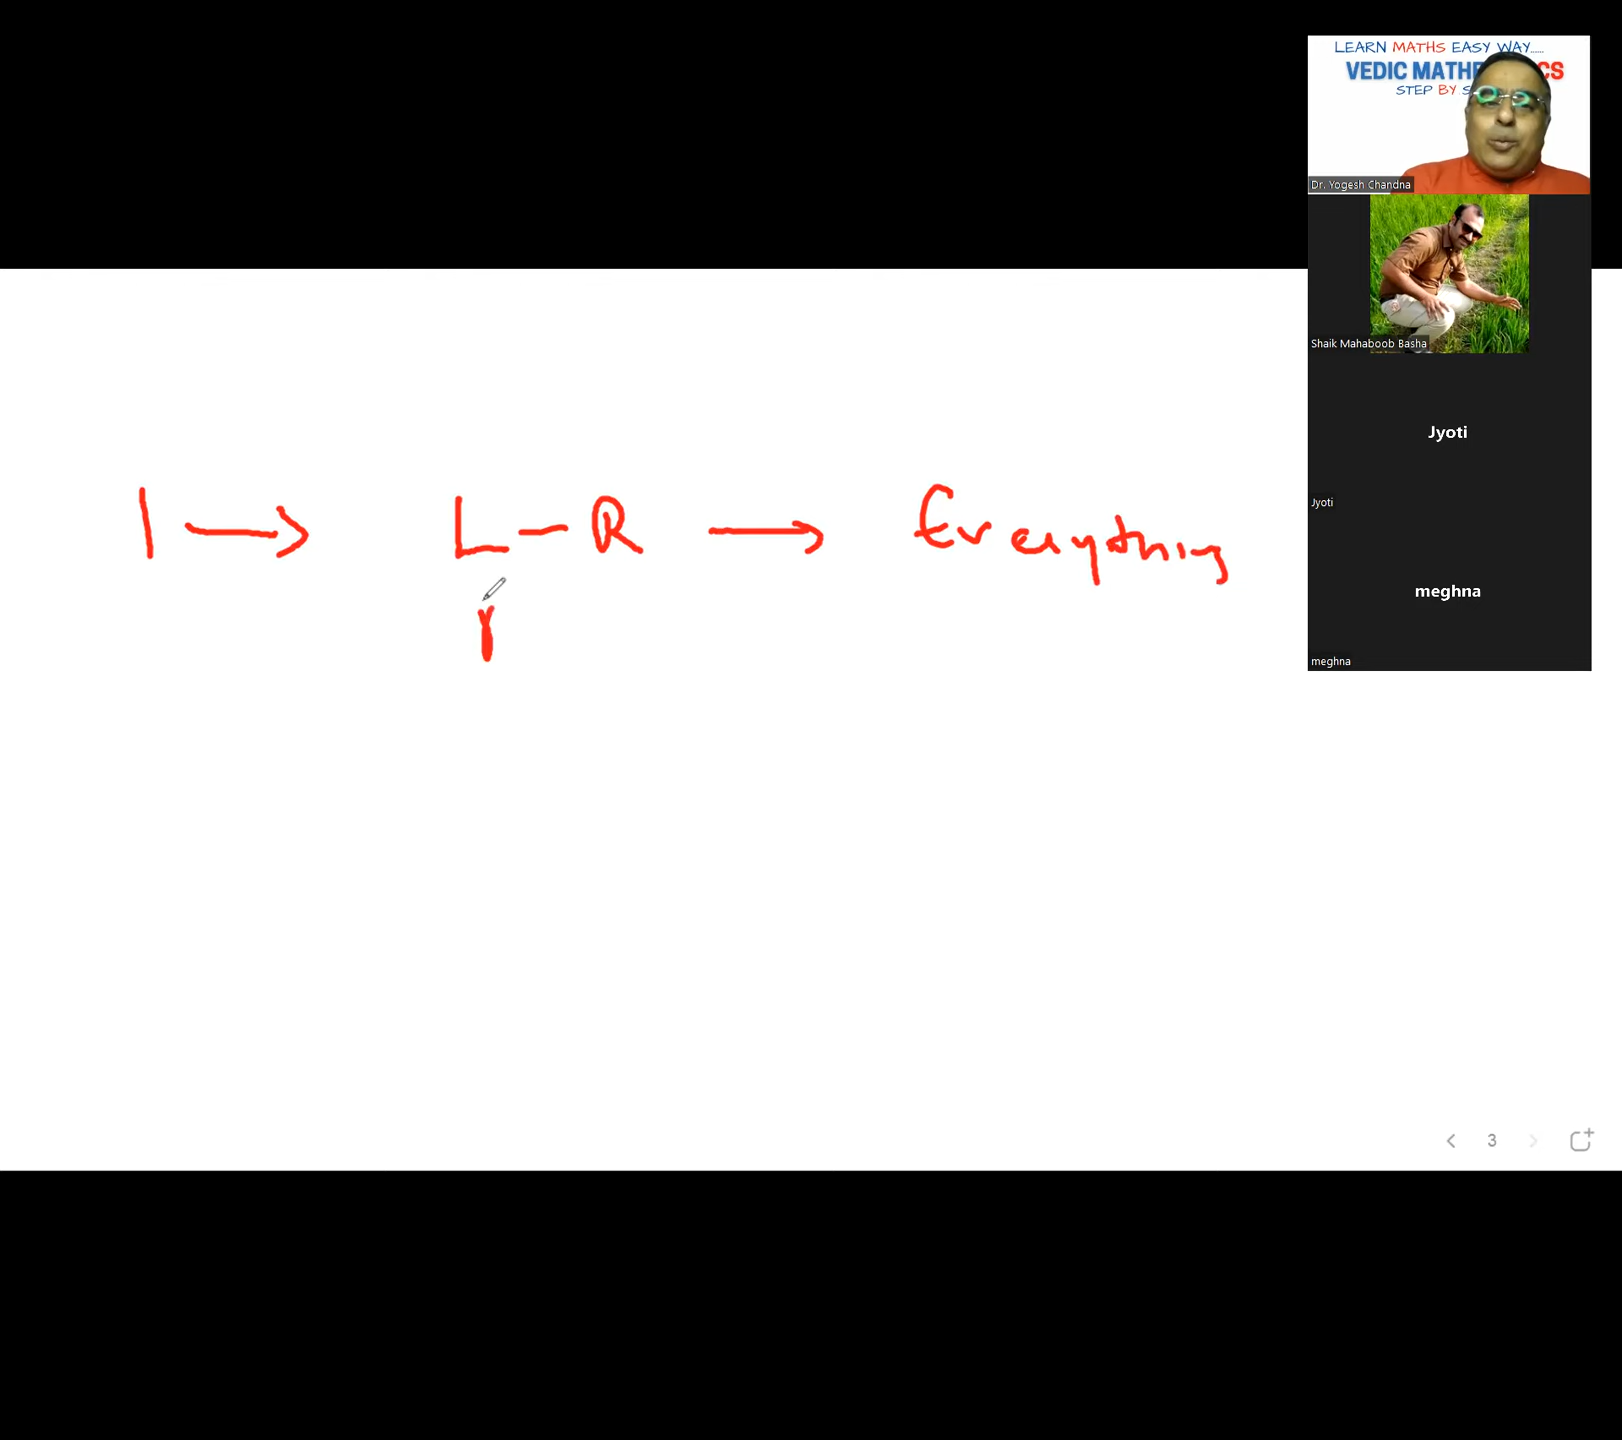 LEARN MATHS EASY WAY......
VEDIC MATHE CS
STEP BY S
Dr. Yogesh Chandna
Shaik Mahaboob Basha
Jyoti
Jyoti
meghna
meghna
1 → L - R → Everything
3